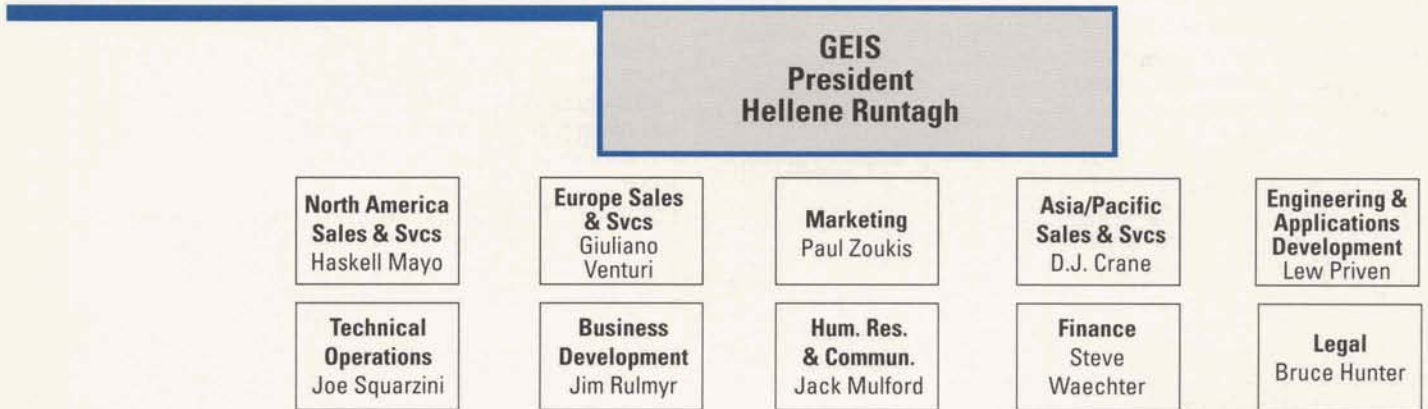 GEIS
President
Hellene Runtagh
North America
Sales & Svcs
Haskell Mayo
Europe Sales
& Svcs
Giuliano
Venturi
Marketing
Paul Zoukis
Asia/Pacific
Sales & Svcs
D.J. Crane
Engineering &
Applications
Development
Lew Priven
Technical
Operations
Joe Squarzini
Business
Development
Jim Rulmyr
Hum. Res.
& Commun.
Jack Mulford
Finance
Steve
Waechter
Legal
Bruce Hunter